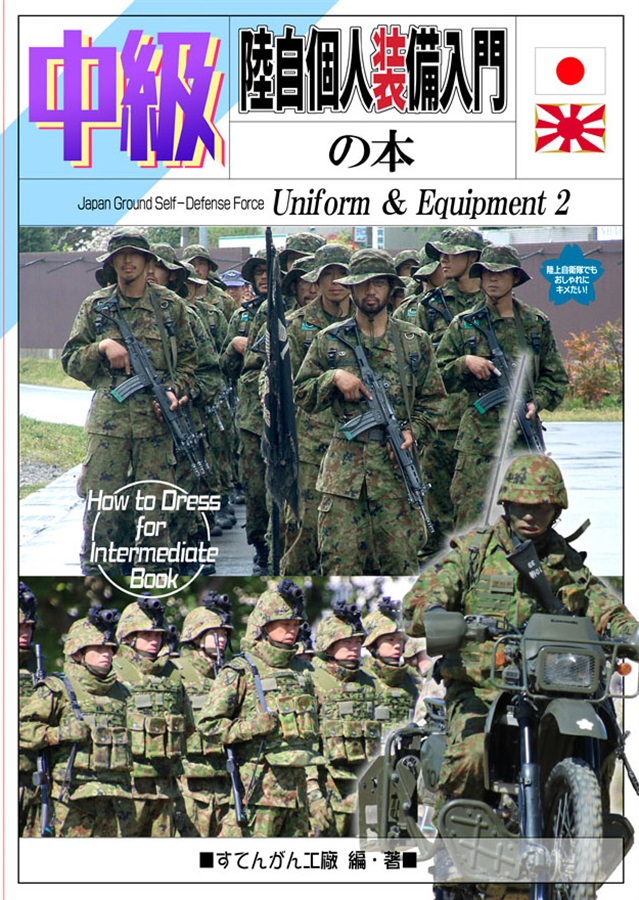 中級
陸自個人装備入門
の本
Japan Ground Self-Defense Force Uniform & Equipment 2
陸上自衛隊でも
おしゃれに
キメたい!
How to Dress
for
Intermediate
Book
Kawasaki
■すてんがん工廠 編・著■